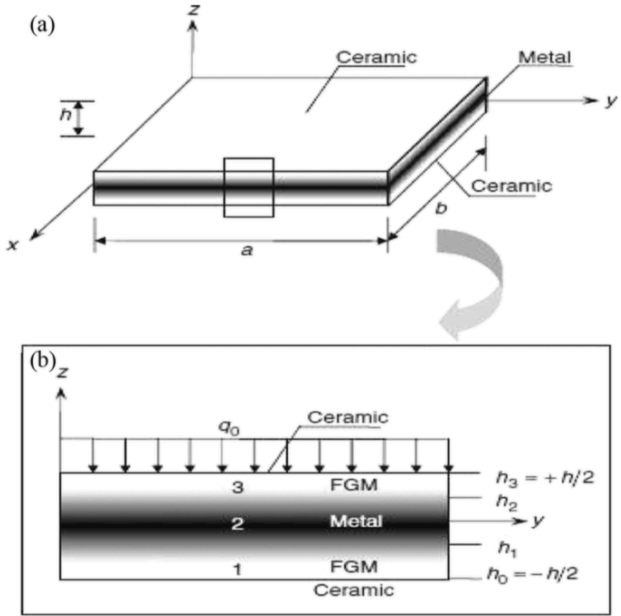 (a)
z
Ceramic
Metal
h
y
Ceramic
b
x
a
(b)
z
Ceramic
q₀
3 FGM
h₃ = + h/2
h₂
2 Metal
y
h₁
1 FGM
h₀ = – h/2
Ceramic